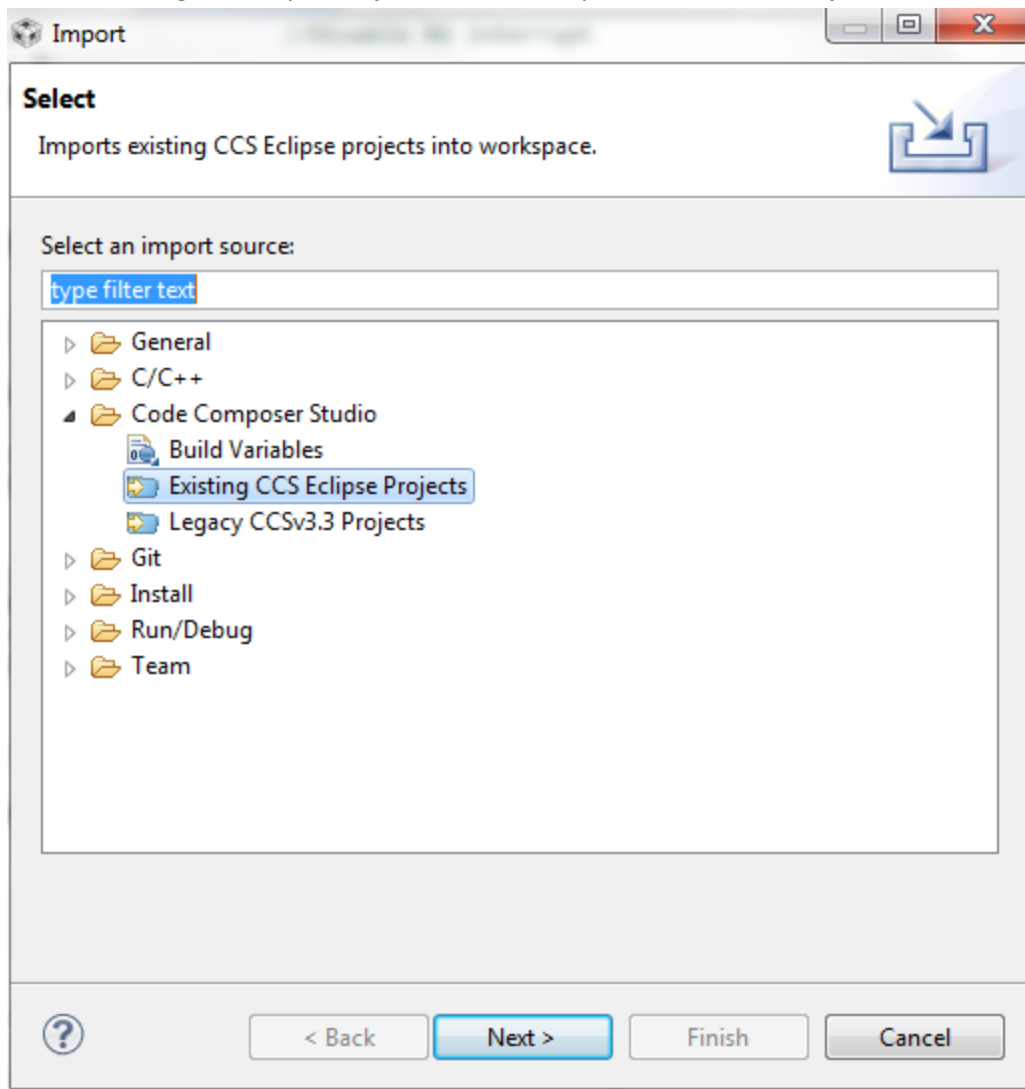 Import
Select
Imports existing CCS Eclipse projects into workspace.
Select an import source:
type filter text
General
C/C++
Code Composer Studio
Build Variables
Existing CCS Eclipse Projects
Legacy CCSv3.3 Projects
Git
Install
Run/Debug
Team
?
< Back Next > Finish Cancel